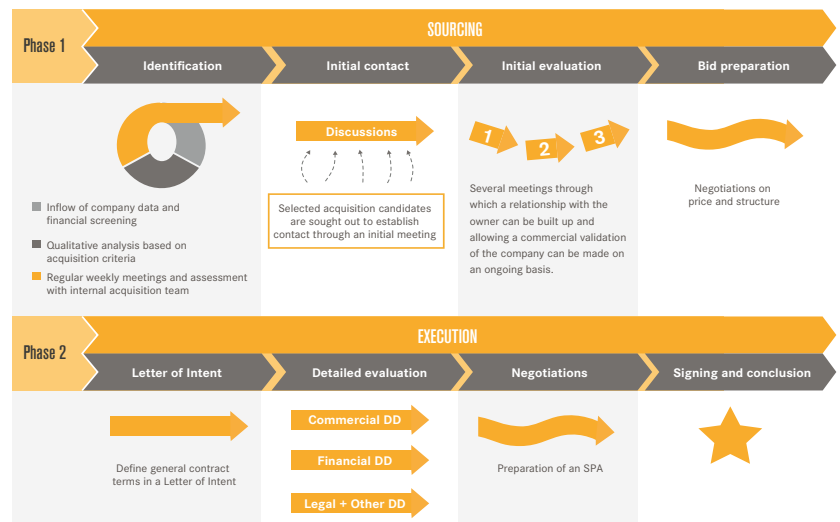 Phase 1
SOURCING
Identification
Initial contact
Initial evaluation
Bid preparation
Discussions
1
2
3
Inflow of company data and
financial screening
Qualitative analysis based on
acquisition criteria
Regular weekly meetings and assessment
with internal acquisition team
Selected acquisition candidates
are sought out to establish
contact through an initial meeting
Several meetings through
which a relationship with the
owner can be built up and
allowing a commercial validation
of the company can be made on
an ongoing basis.
Negotiations on
price and structure
Phase 2
EXECUTION
Letter of Intent
Detailed evaluation
Negotiations
Signing and conclusion
Define general contract
terms in a Letter of Intent
Commercial DD
Financial DD
Legal + Other DD
Preparation of an SPA